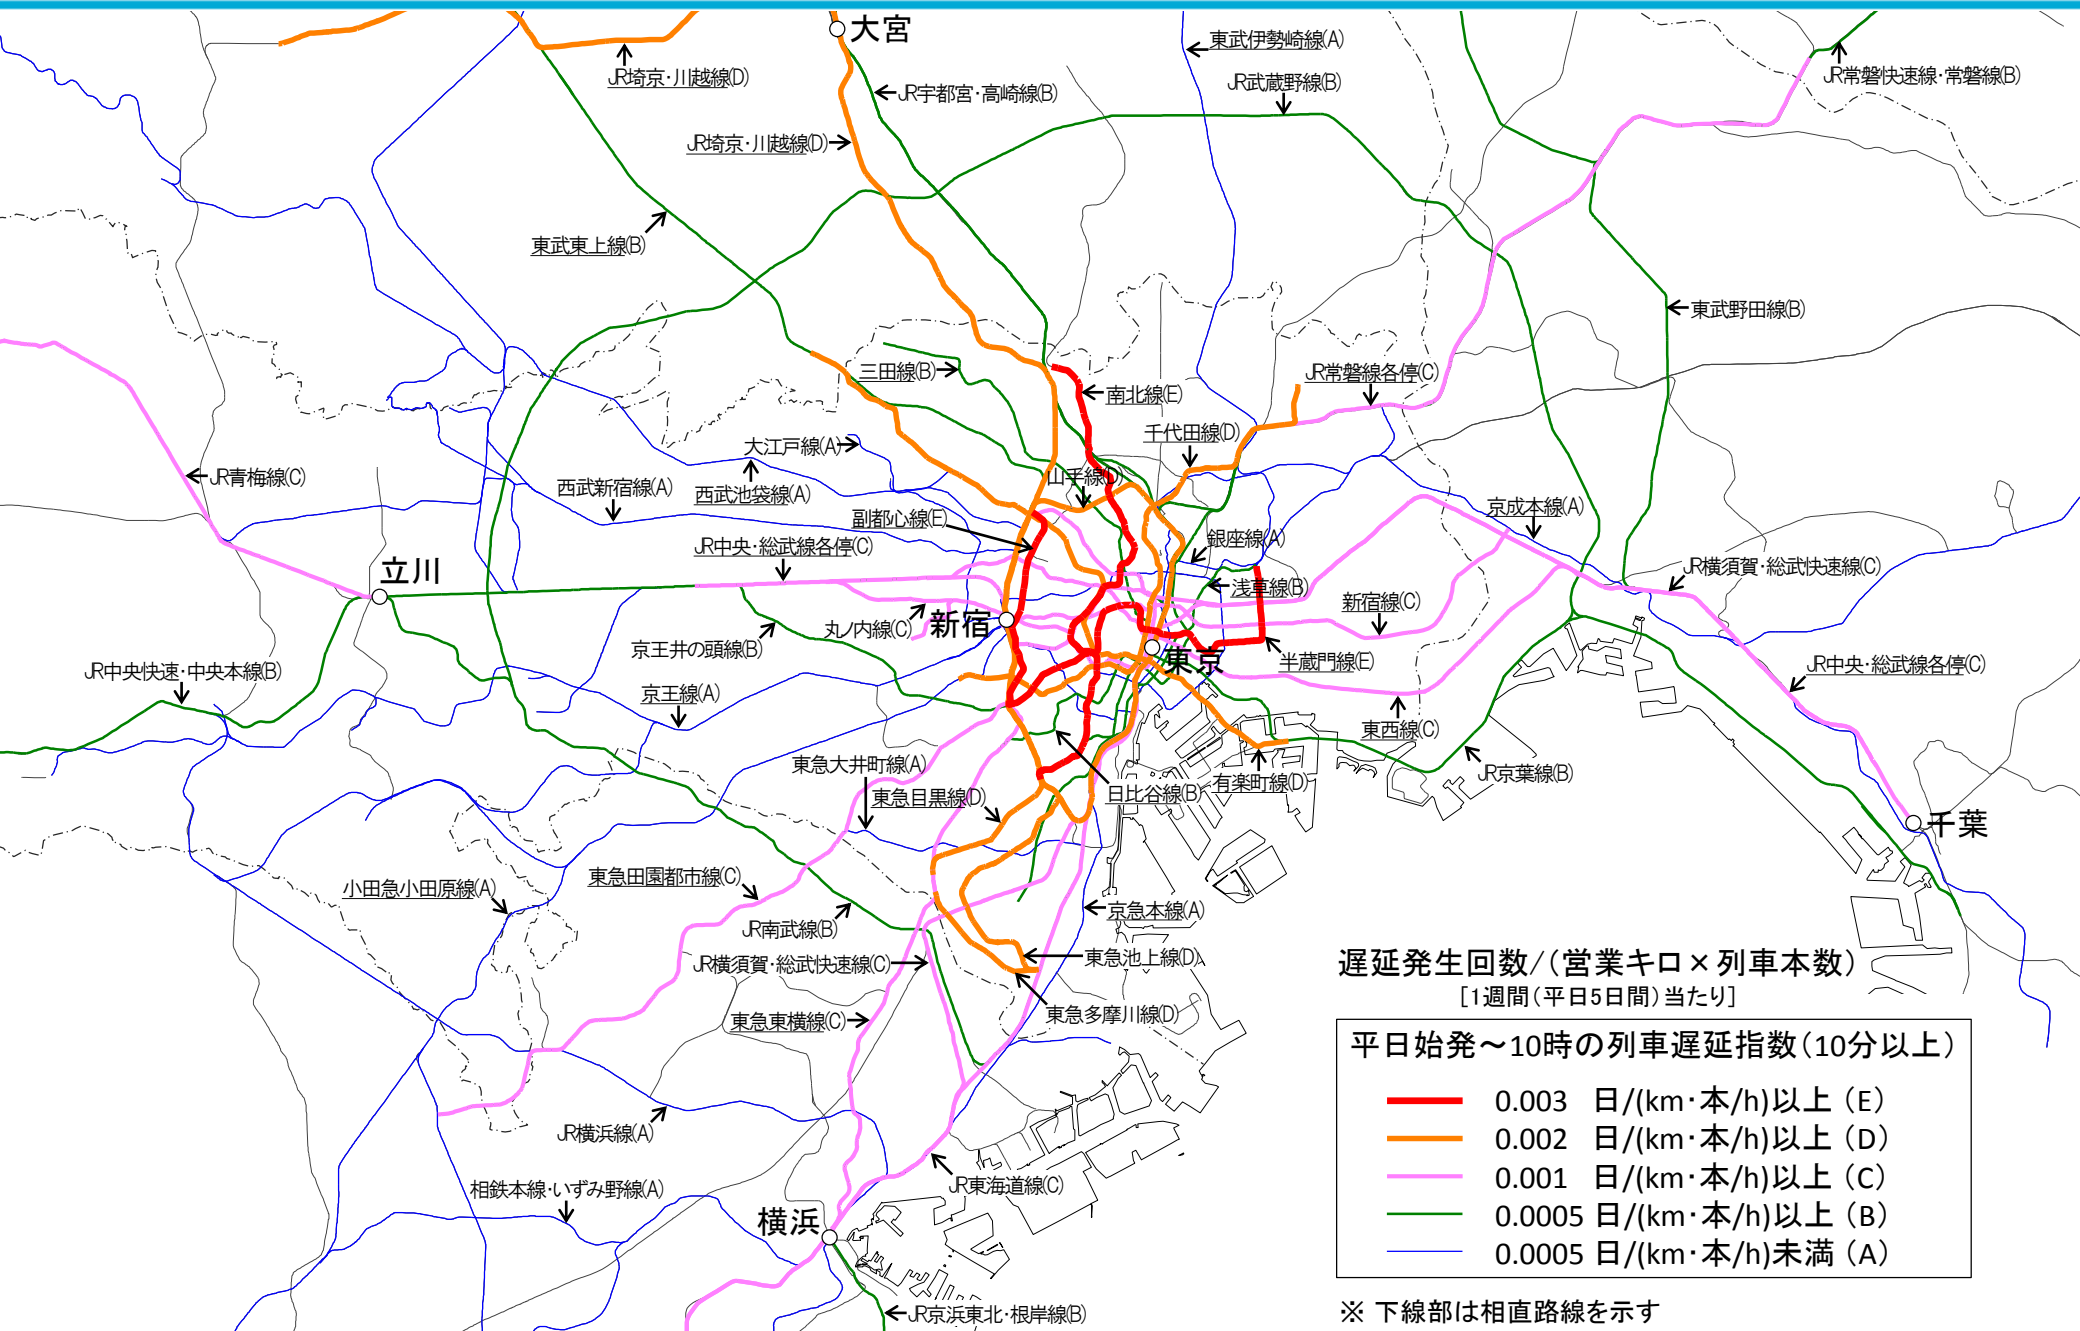 大宮
東武伊勢崎線(A)
JR埼京・川越線(D)
JR武蔵野線(B)
JR常磐快速線・常磐線(B)
JR宇都宮・高崎線(B)
JR埼京・川越線(D)
東武東上線(B)
東武野田線(B)
三田線(B)
JR常磐線各停(C)
南北線(E)
千代田線(D)
大江戸線(A)
山手線(D)
JR青梅線(C)
西武新宿線(A)
西武池袋線(A)
京成本線(A)
副都心線(E)
銀座線(A)
JR中央・総武線各停(C)
JR横須賀・総武快速線(C)
立川
浅草線(B)
新宿線(C)
丸ノ内線(C)
新宿
京王井の頭線(B)
東京
半蔵門線(E)
JR中央快速・中央本線(B)
JR中央・総武線各停(C)
京王線(A)
東西線(C)
東急大井町線(A)
有楽町線(D)
JR京葉線(B)
東急目黒線(D)
日比谷線(B)
千葉
東急田園都市線(C)
小田急小田原線(A)
京急本線(A)
JR南武線(B)
東急池上線(D)
JR横須賀・総武快速線(C)
東急多摩川線(D)
東急東横線(C)
JR横浜線(A)
JR東海道線(C)
相鉄本線・いずみ野線(A)
横浜
JR京浜東北・根岸線(B)
遅延発生回数/(営業キロ×列車本数)
[1週間(平日5日間)当たり]
平日始発～10時の列車遅延指数(10分以上)
0.003 日/(km・本/h)以上 (E)
0.002 日/(km・本/h)以上 (D)
0.001 日/(km・本/h)以上 (C)
0.0005 日/(km・本/h)以上 (B)
0.0005 日/(km・本/h)未満 (A)
※ 下線部は相直路線を示す